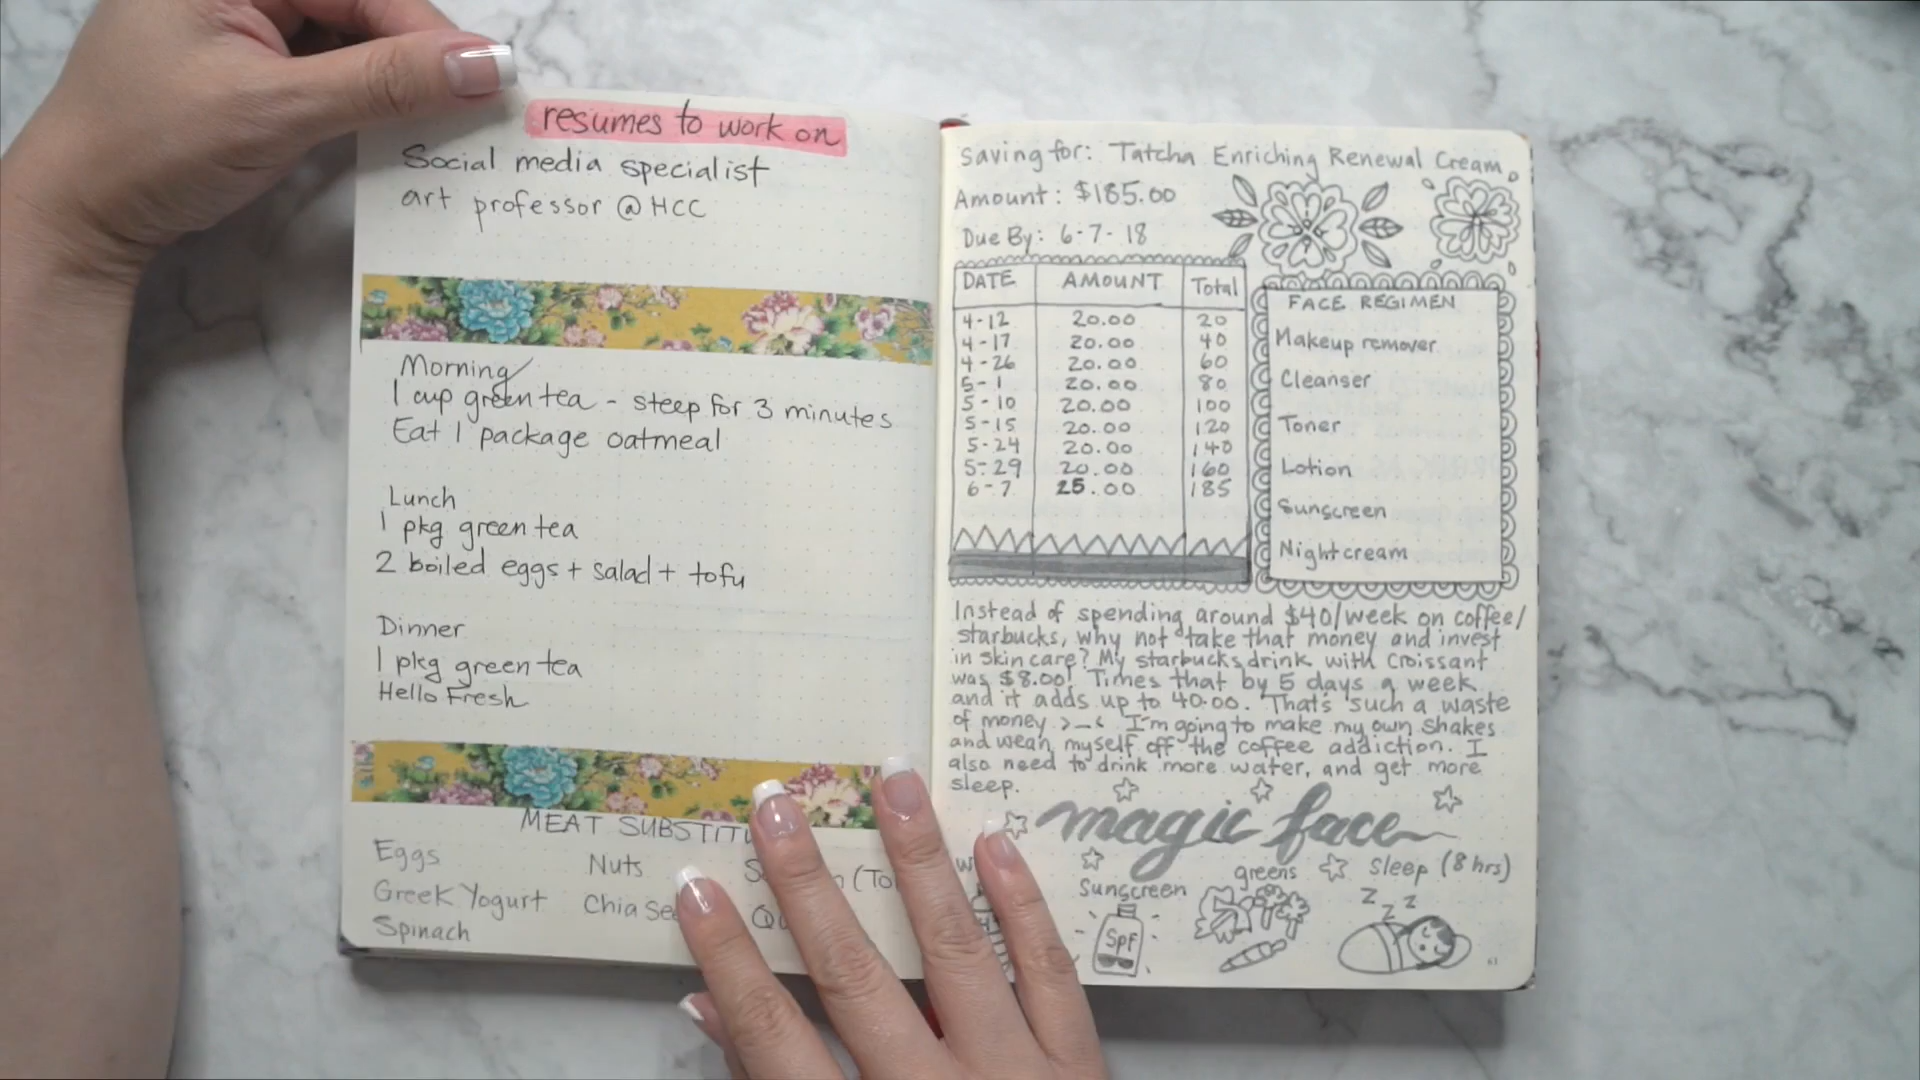 resumes to work on
Social media specialist
art professor @ HCC
Morning
1 cup green tea - steep for 3 minutes
Eat 1 package oatmeal
Lunch
1 pkg green tea
2 boiled eggs + salad + tofu
Dinner
1 pkg green tea
Hello Fresh
MEAT
Eggs Nuts
Greek Yogurt Chia
Spinach
Saving for: Tatcha Enriching Renewal Cream
Amount: $185.00
Due By: 6-7-18
DATE AMOUNT Total
4-12 20.00 20
4-17 20.00 40
4-26 20.00 60
5-1 20.00 80
5-10 20.00 100
5-15 20.00 120
5-24 20.00 140
5-29 20.00 160
6-7 25.00 185
FACE REGIMEN
Makeup remover
Cleanser
Toner
Lotion
Sunscreen
Nightcream
Instead of spending around $40/week on coffee/
starbucks, why not take that money and invest
in skin care? My starbucks drink with croissant
was $8.00! Times that by 5 days a week
and it adds up to 40.00. That's such a waste
of money >_< I'm going to make my own shakes
and wean myself off the coffee addiction. I
also need to drink more water, and get more
sleep.
magic face
Sunscreen greens Sleep (8 hrs)
Spf
z z z